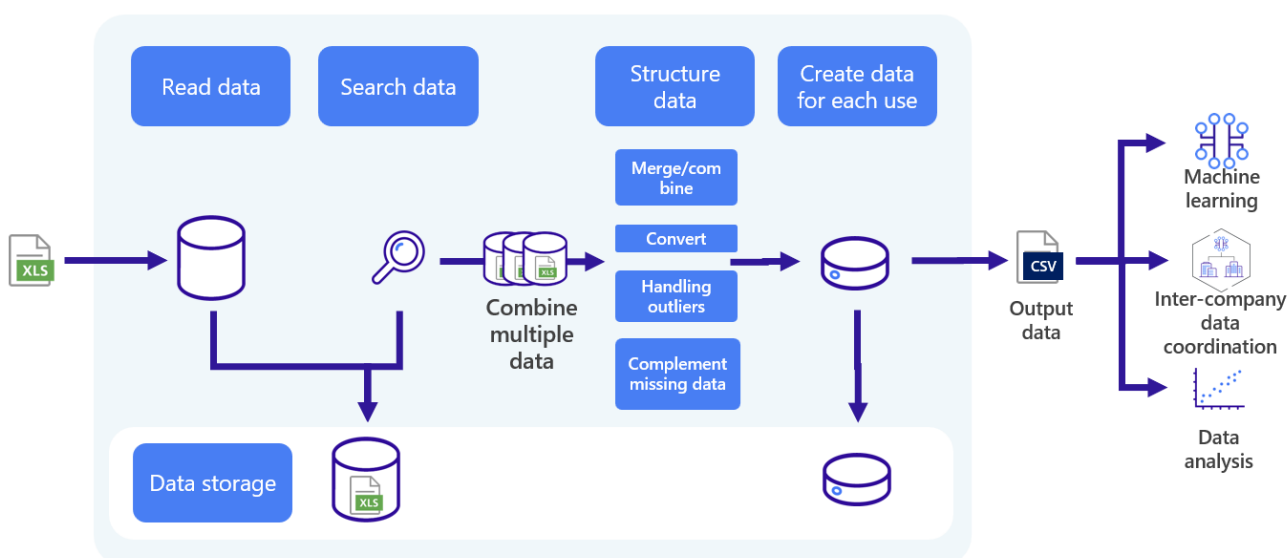 Read data
Search data
Structure
data
Create data
for each use
Merge/com
bine
Convert
Handling
outliers
Complement
missing data
XLS
XLS
Combine
multiple
data
CSV
Output
data
Machine
learning
Inter-company
data
coordination
Data
analysis
Data storage
XLS